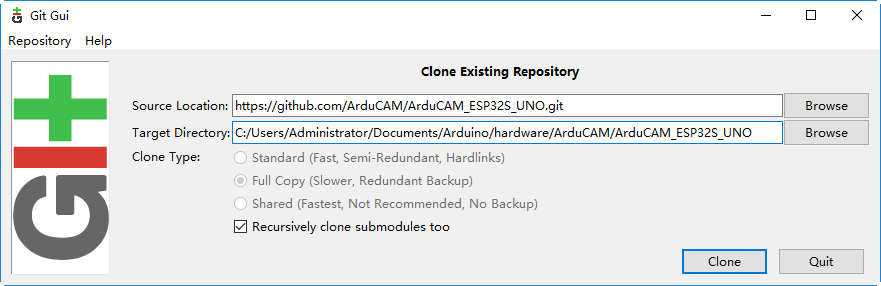 Git Gui
Repository Help
Clone Existing Repository
Source Location: https://github.com/ArduCAM/ArduCAM_ESP32S_UNO.git Browse
Target Directory: C:/Users/Administrator/Documents/Arduino/hardware/ArduCAM/ArduCAM_ESP32S_UNO Browse
Clone Type: Standard (Fast, Semi-Redundant, Hardlinks)
Full Copy (Slower, Redundant Backup)
Shared (Fastest, Not Recommended, No Backup)
Recursively clone submodules too
Clone Quit
Git